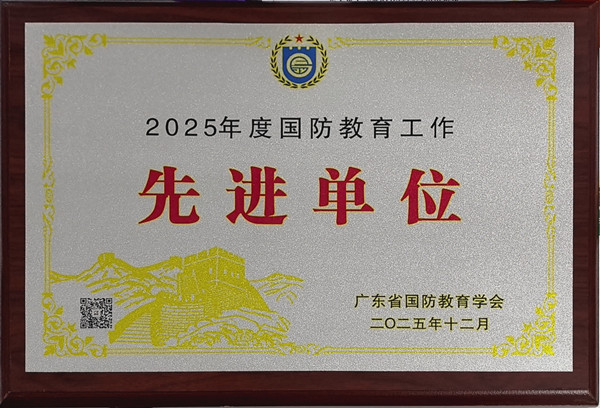 2025年度国防教育工作
先进单位
广东省国防教育学会
二〇二五年十二月